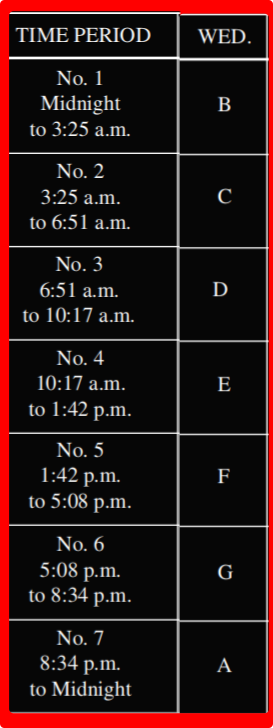 TIME PERIOD WED.
No. 1
Midnight
to 3:25 a.m.
B
No. 2
3:25 a.m.
to 6:51 a.m.
C
No. 3
6:51 a.m.
to 10:17 a.m.
D
No. 4
10:17 a.m.
to 1:42 p.m.
E
No. 5
1:42 p.m.
to 5:08 p.m.
F
No. 6
5:08 p.m.
to 8:34 p.m.
G
No. 7
8:34 p.m.
to Midnight
A